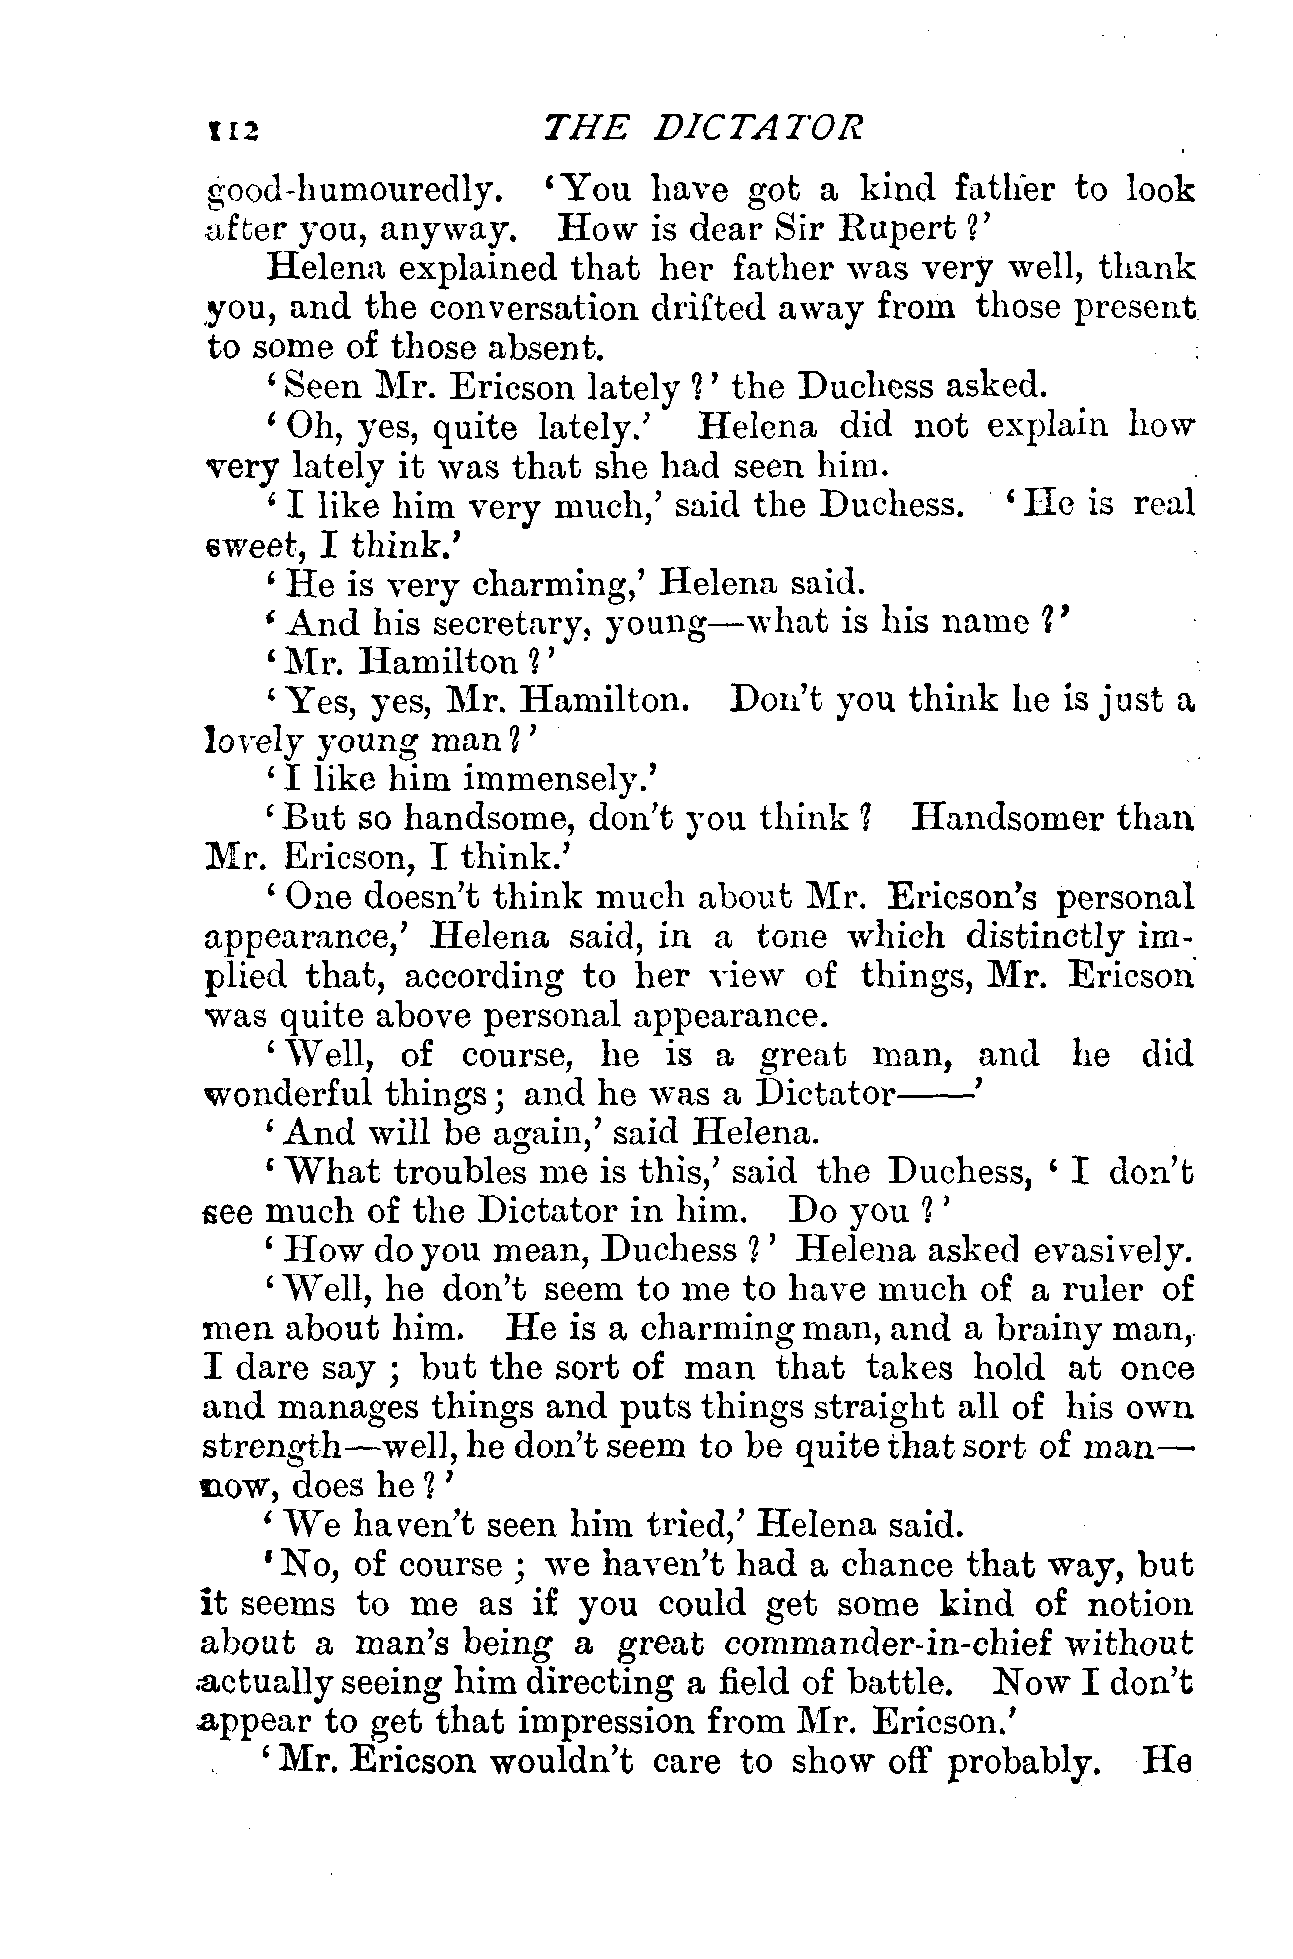 112 THE DICTATOR
good-humouredly. ‘You have got a kind father to look
after you, anyway. How is dear Sir Rupert?’
Helena explained that her father was very well, thank
you, and the conversation drifted away from those present
to some of those absent.
‘Seen Mr. Ericson lately?’ the Duchess asked.
‘Oh, yes, quite lately.’ Helena did not explain how
very lately it was that she had seen him.
‘I like him very much,’ said the Duchess. ‘He is real
sweet, I think.’
‘He is very charming,’ Helena said.
‘And his secretary, young—what is his name?’
‘Mr. Hamilton?’
‘Yes, yes, Mr. Hamilton. Don't you think he is just a
lovely young man?’
‘I like him immensely.’
‘But so handsome, don't you think? Handsomer than
Mr. Ericson, I think.’
‘One doesn't think much about Mr. Ericson's personal
appearance,’ Helena said, in a tone which distinctly im-
plied that, according to her view of things, Mr. Ericson
was quite above personal appearance.
‘Well, of course, he is a great man, and he did
wonderful things; and he was a Dictator——’
‘And will be again,’ said Helena.
‘What troubles me is this,’ said the Duchess, ‘I don't
see much of the Dictator in him. Do you?’
‘How do you mean, Duchess?’ Helena asked evasively.
‘Well, he don't seem to me to have much of a ruler of
men about him. He is a charming man, and a brainy man,
I dare say; but the sort of man that takes hold at once
and manages things and puts things straight all of his own
strength—well, he don't seem to be quite that sort of man—
now, does he?’
‘We haven't seen him tried,’ Helena said.
‘No, of course; we haven't had a chance that way, but
it seems to me as if you could get some kind of notion
about a man's being a great commander-in-chief without
actually seeing him directing a field of battle. Now I don't
appear to get that impression from Mr. Ericson.’
‘Mr. Ericson wouldn't care to show off probably. He